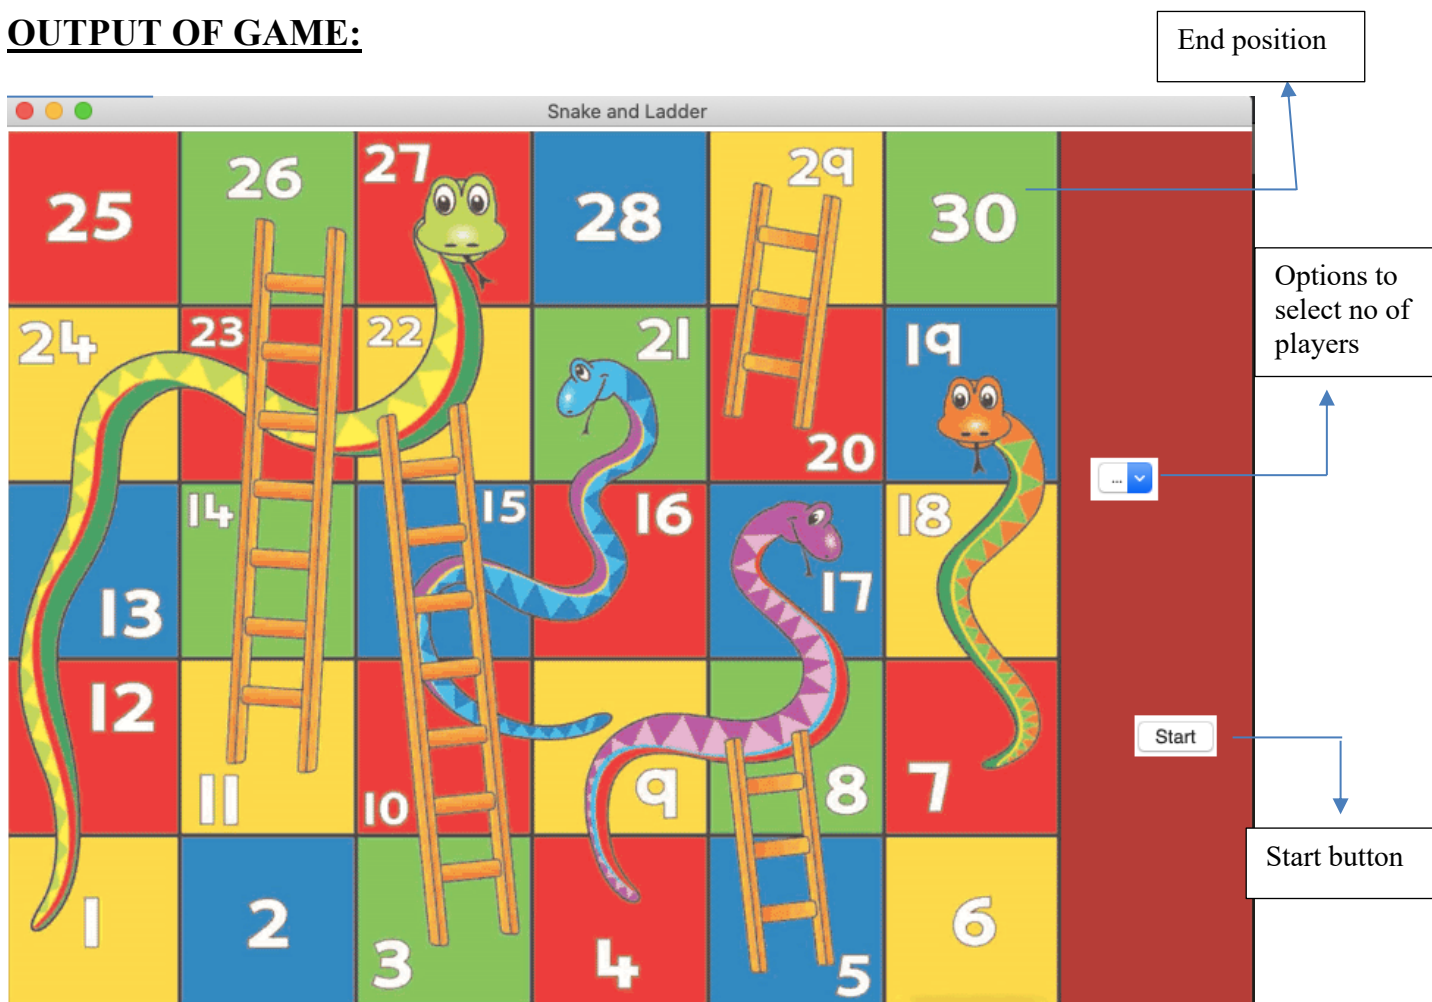 OUTPUT OF GAME:
End position
Snake and Ladder
25 26 27 28 29 30
Options to
select no of
players
24 23 22 21 20 19
...
13 14 15 16 17 18
12 11 10 9 8 7
Start
Start button
1 2 3 4 5 6